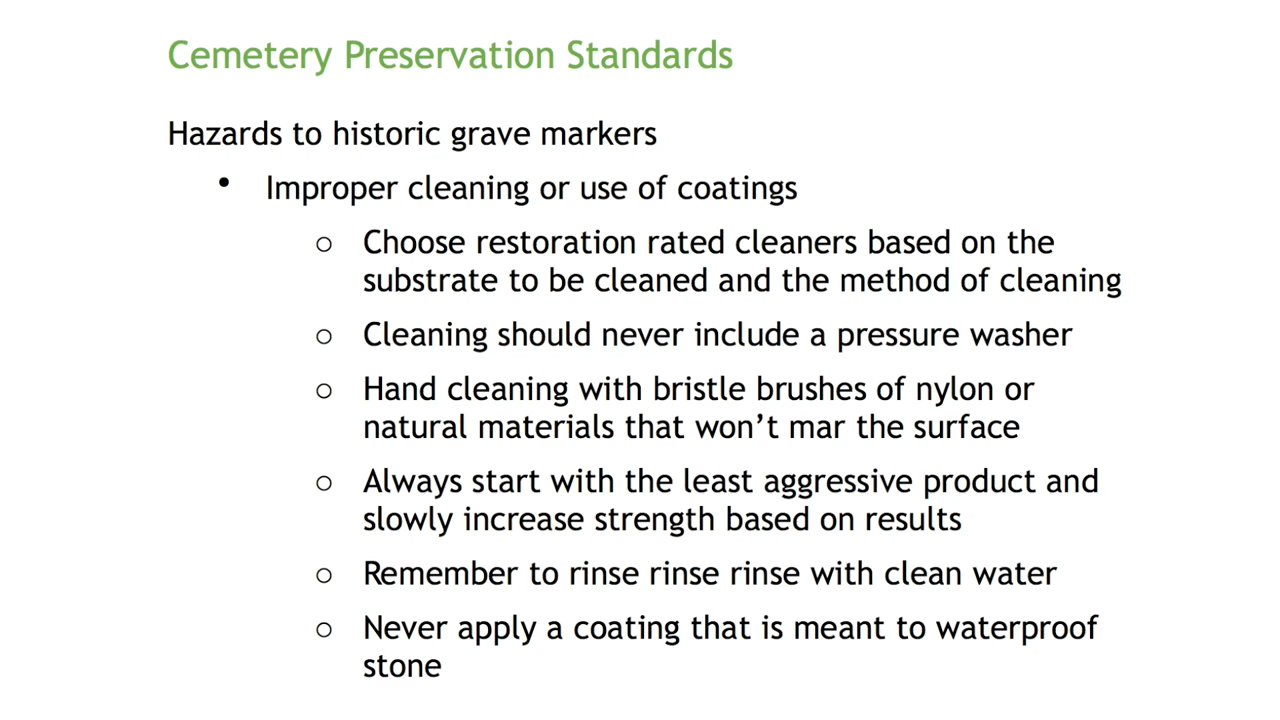 Cemetery Preservation Standards
Hazards to historic grave markers
• Improper cleaning or use of coatings
○ Choose restoration rated cleaners based on the
substrate to be cleaned and the method of cleaning
○ Cleaning should never include a pressure washer
○ Hand cleaning with bristle brushes of nylon or
natural materials that won’t mar the surface
○ Always start with the least aggressive product and
slowly increase strength based on results
○ Remember to rinse rinse rinse with clean water
○ Never apply a coating that is meant to waterproof
stone